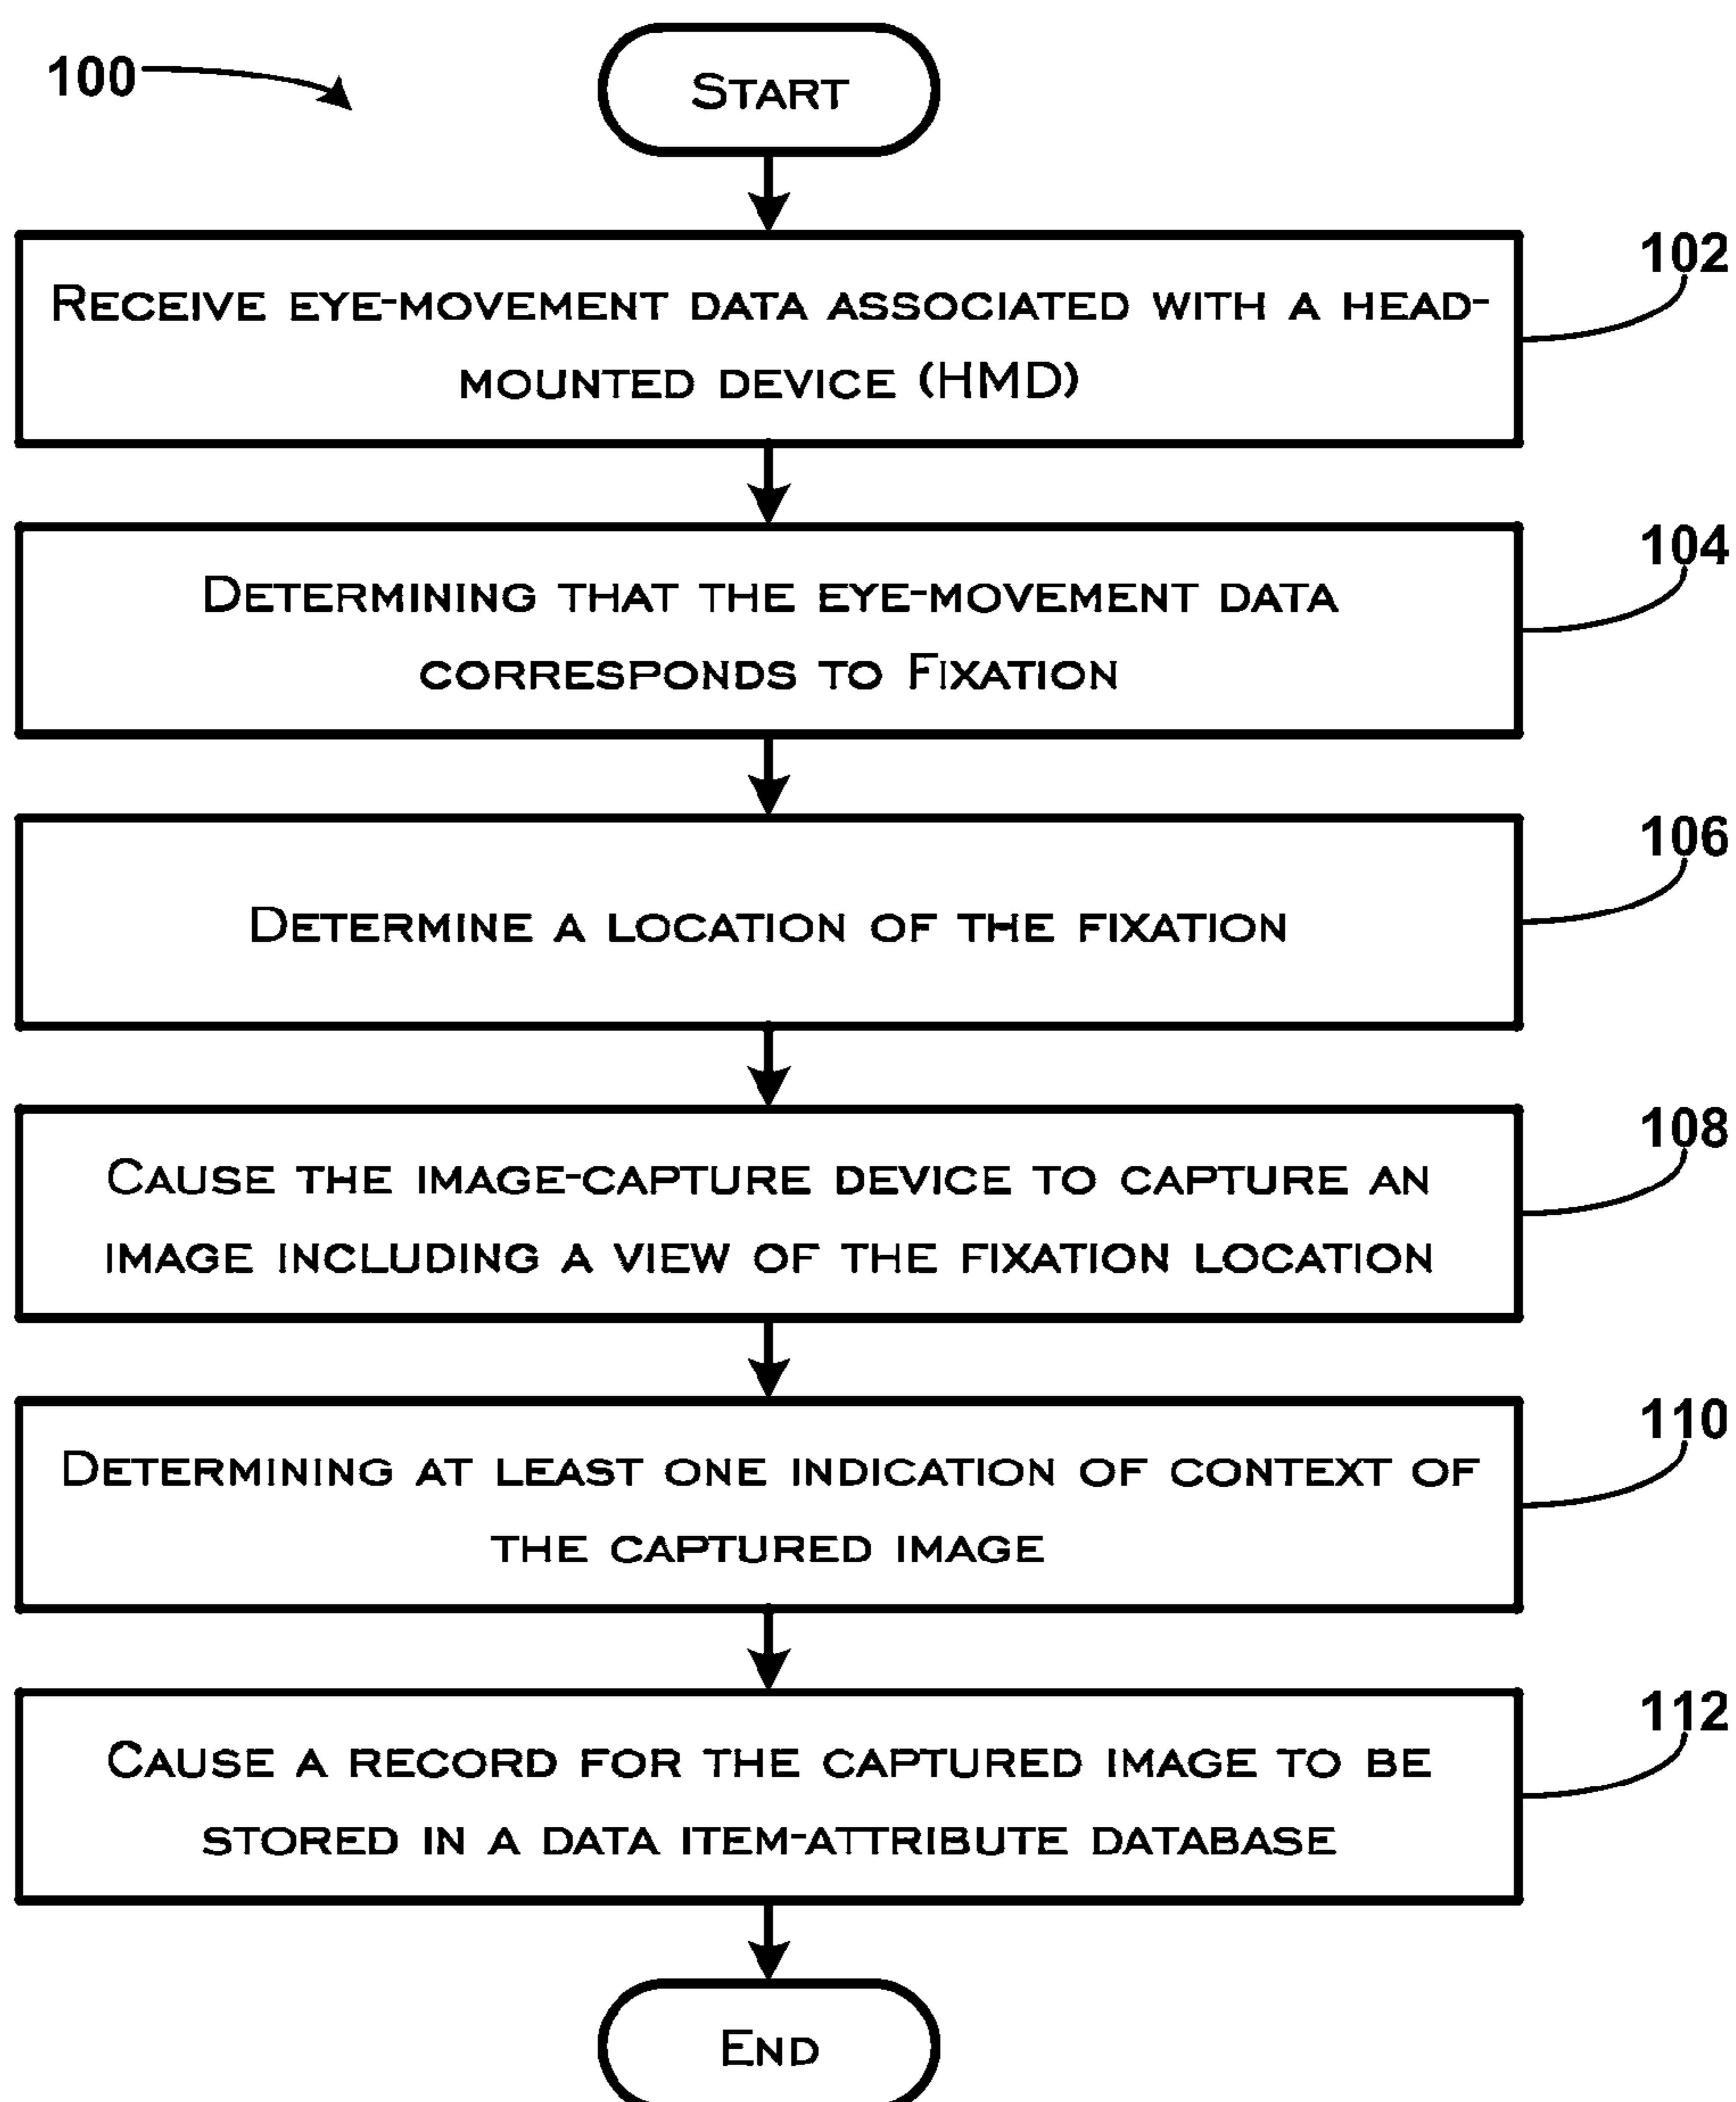 100
START
102
RECEIVE EYE-MOVEMENT DATA ASSOCIATED WITH A HEAD-
MOUNTED DEVICE (HMD)
104
DETERMINING THAT THE EYE-MOVEMENT DATA
CORRESPONDS TO FIXATION
106
DETERMINE A LOCATION OF THE FIXATION
108
CAUSE THE IMAGE-CAPTURE DEVICE TO CAPTURE AN
IMAGE INCLUDING A VIEW OF THE FIXATION LOCATION
110
DETERMINING AT LEAST ONE INDICATION OF CONTEXT OF
THE CAPTURED IMAGE
112
CAUSE A RECORD FOR THE CAPTURED IMAGE TO BE
STORED IN A DATA ITEM-ATTRIBUTE DATABASE
END